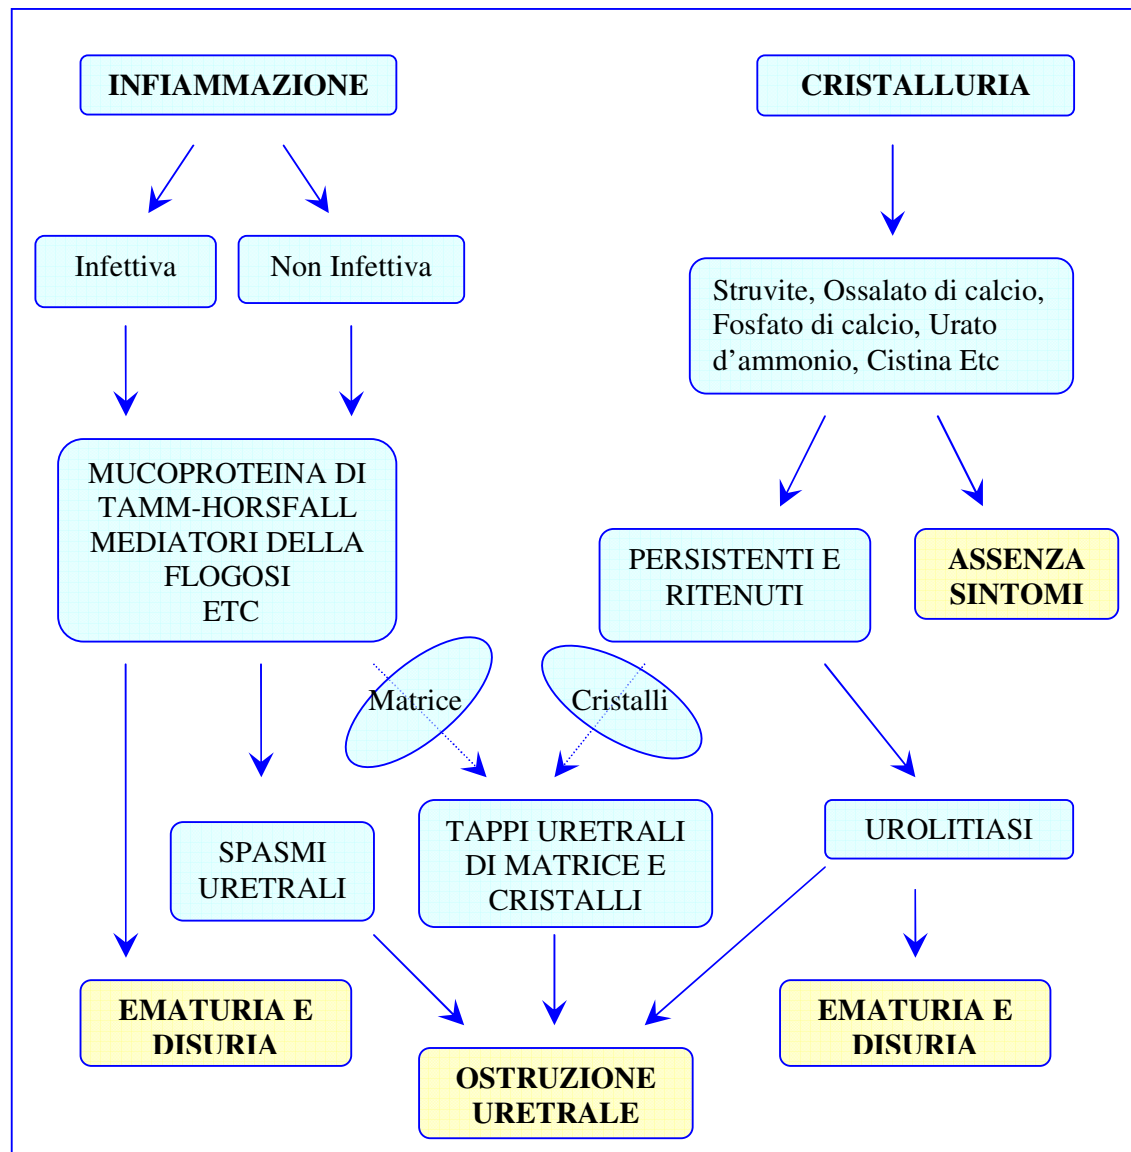 INFIAMMAZIONE
CRISTALLURIA
Infettiva
Non Infettiva
Struvite, Ossalato di calcio,
Fosfato di calcio, Urato
d’ammonio, Cistina Etc
MUCOPROTEINA DI
TAMM-HORSFALL
MEDIATORI DELLA
FLOGOSI
ETC
PERSISTENTI E
RITENUTI
ASSENZA
SINTOMI
Matrice
Cristalli
SPASMI
URETRALI
TAPPI URETRALI
DI MATRICE E
CRISTALLI
UROLITIASI
EMATURIA E
DISURIA
OSTRUZIONE
URETRALE
EMATURIA E
DISURIA